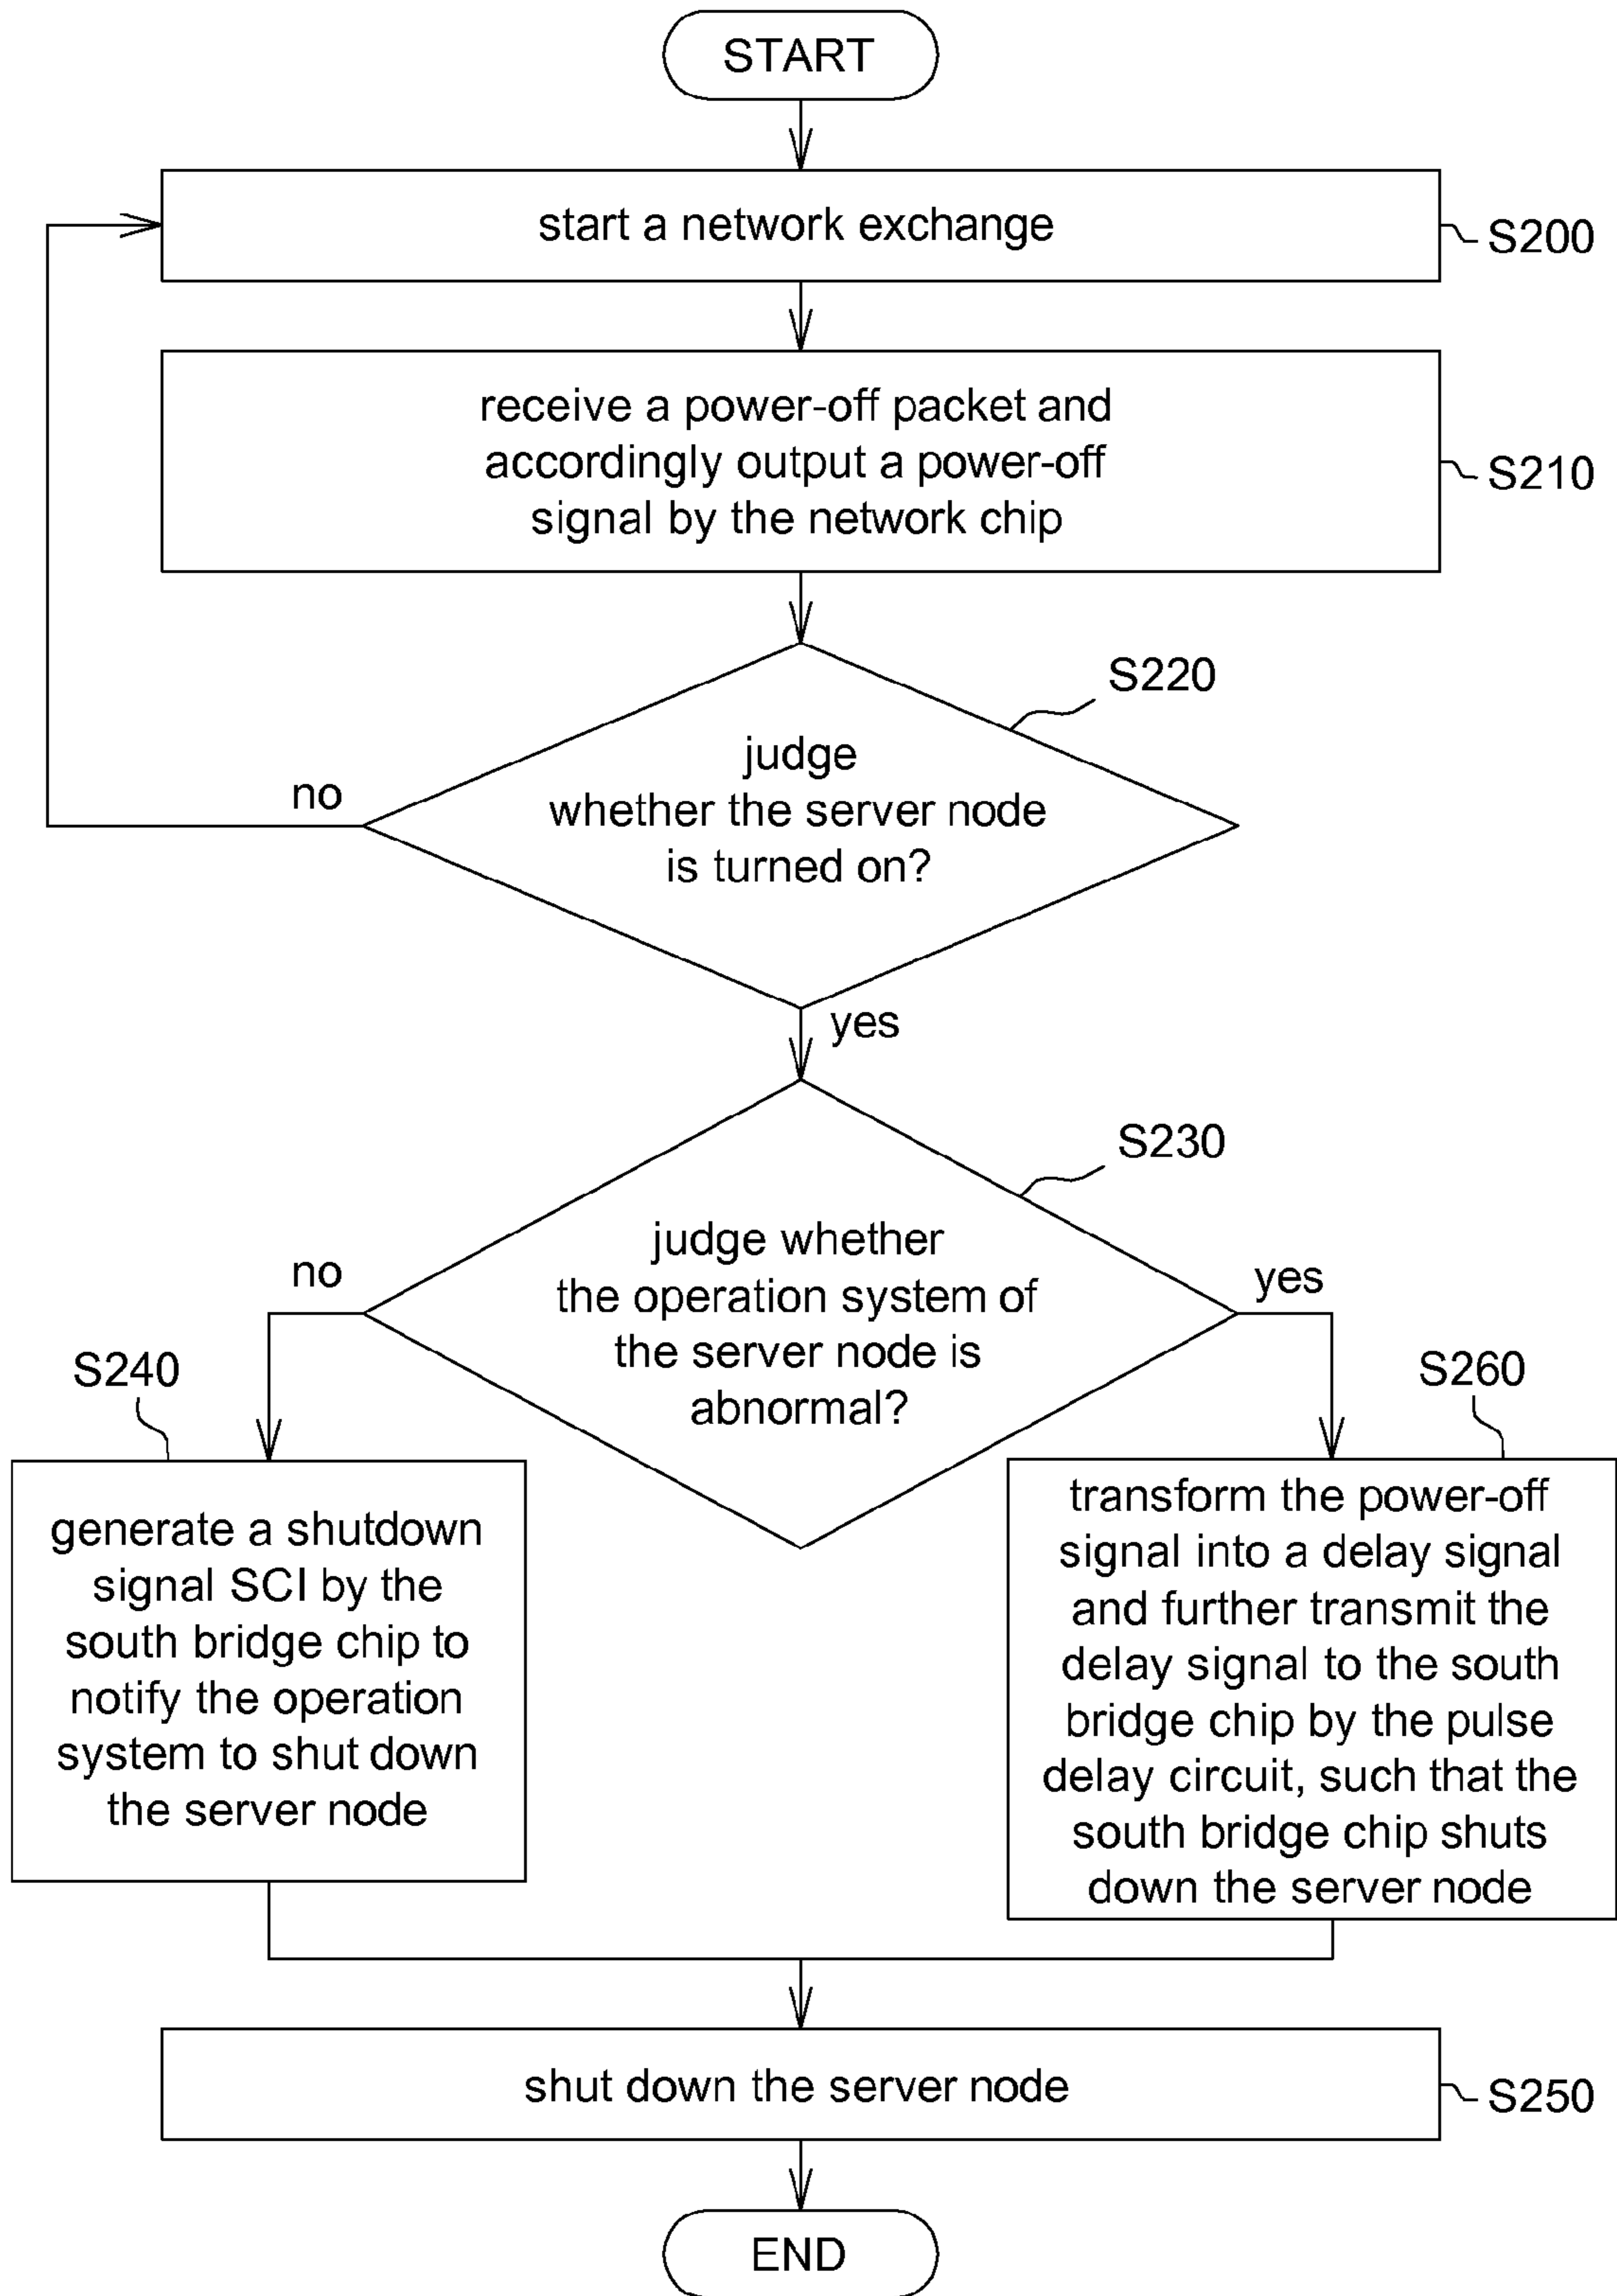 START
start a network exchange
S200
receive a power-off packet and
accordingly output a power-off
signal by the network chip
S210
S220
judge
whether the server node
is turned on?
no
yes
S230
judge whether
the operation system of
the server node is
abnormal?
no
yes
S240
generate a shutdown
signal SCI by the
south bridge chip to
notify the operation
system to shut down
the server node
S260
transform the power-off
signal into a delay signal
and further transmit the
delay signal to the south
bridge chip by the pulse
delay circuit, such that the
south bridge chip shuts
down the server node
shut down the server node
S250
END